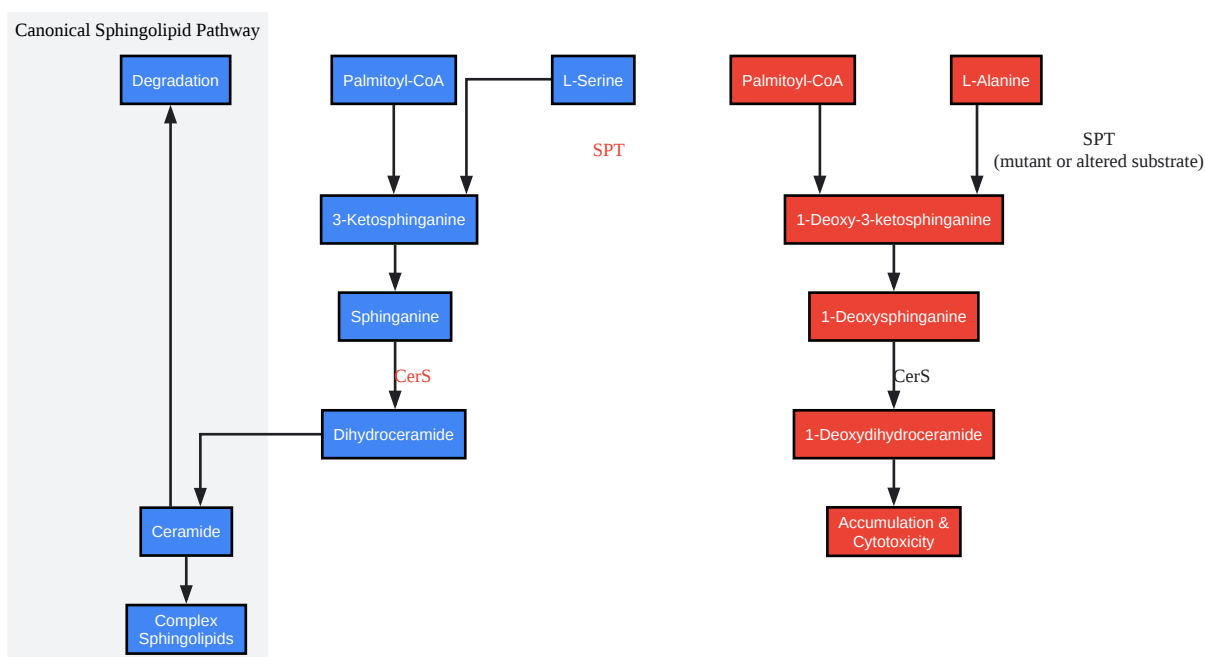 Canonical Sphingolipid Pathway
Degradation
Palmitoyl-CoA
L-Serine
Palmitoyl-CoA
L-Alanine
SPT
SPT
(mutant or altered substrate)
3-Ketosphinganine
1-Deoxy-3-ketosphinganine
Sphinganine
1-Deoxysphinganine
CerS
CerS
Dihydroceramide
1-Deoxydihydroceramide
Ceramide
Accumulation &
Cytotoxicity
Complex
Sphingolipids